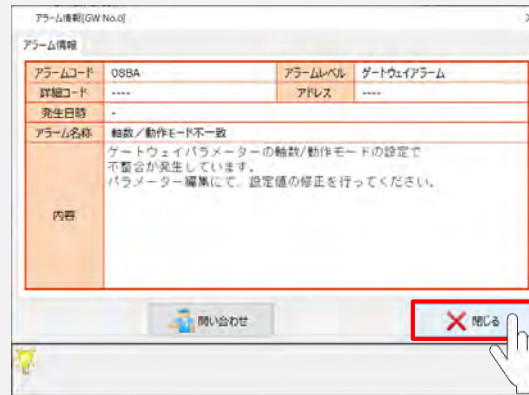 アラーム情報[GW No.0]
アラーム情報
アラームコード 08BA アラームレベル ゲートウェイアラーム
詳細コード ---- アドレス ----
発生日時 -
アラーム名称 軸数／動作モード不一致
内容
ゲートウェイパラメーターの軸数/動作モードの設定で
不整合が発生しています。
パラメーター編集にて、設定値の修正を行ってください。
問い合わせ 閉じる